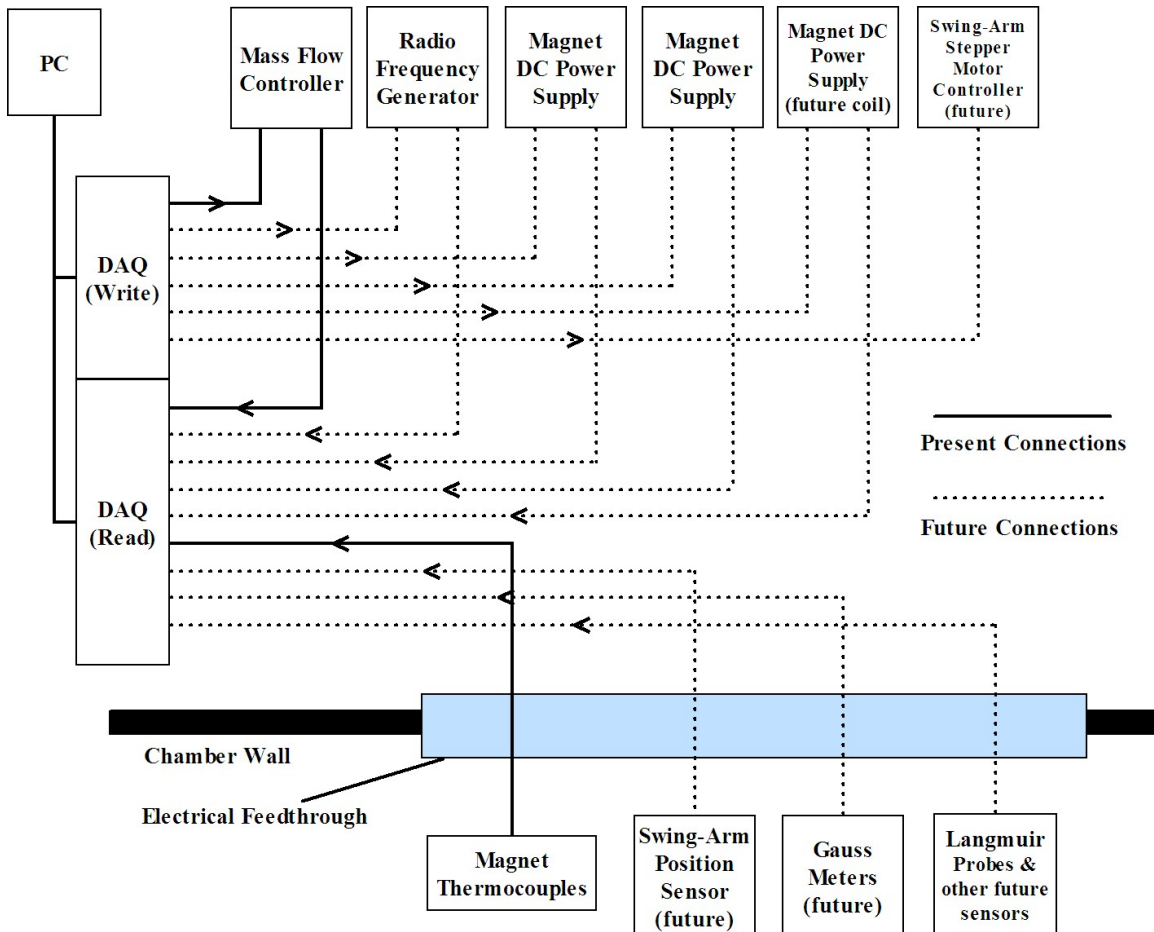 PC
Mass Flow
Controller
Radio
Frequency
Generator
Magnet
DC Power
Supply
Magnet
DC Power
Supply
Magnet DC
Power
Supply
(future coil)
Swing-Arm
Stepper
Motor
Controller
(future)
DAQ
(Write)
DAQ
(Read)
Present Connections
Future Connections
Chamber Wall
Electrical Feedthrough
Magnet
Thermocouples
Swing-Arm
Position
Sensor
(future)
Gauss
Meters
(future)
Langmuir
Probes &
other future
sensors